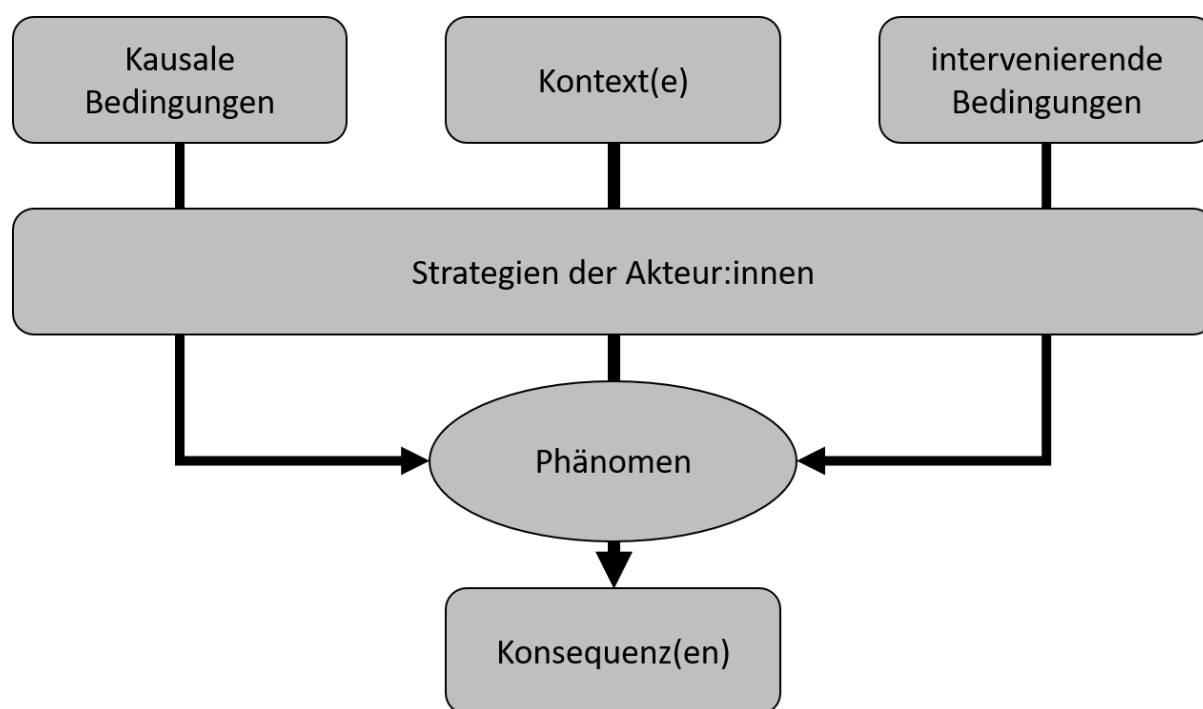 Kausale
Bedingungen
Kontext(e)
intervenierende
Bedingungen
Strategien der Akteur:innen
Phänomen
Konsequenz(en)